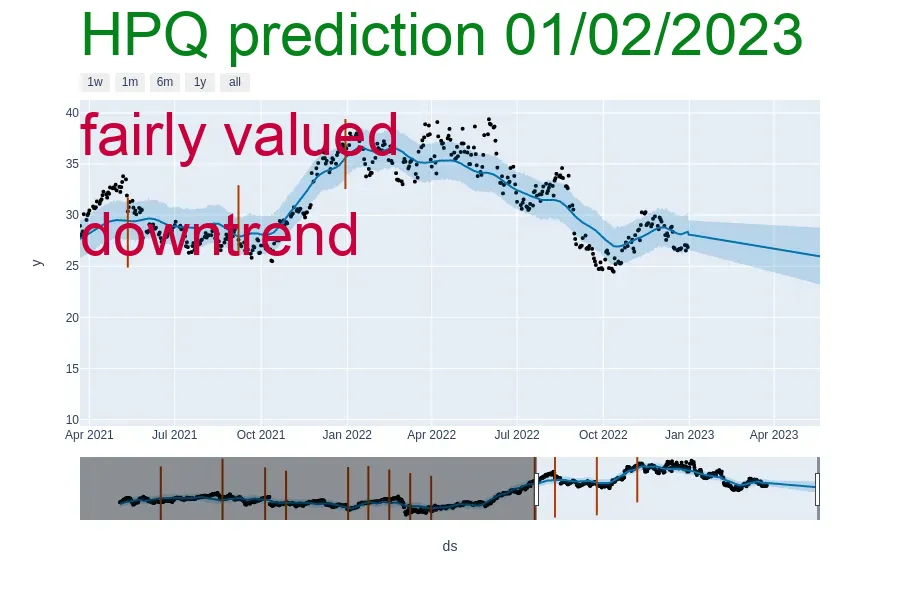 HPQ prediction 01/02/2023
1w 1m 6m 1y all
fairly valued
downtrend
40
35
30
25
20
15
10
y
Apr 2021 Jul 2021 Oct 2021 Jan 2022 Apr 2022 Jul 2022 Oct 2022 Jan 2023 Apr 2023
ds